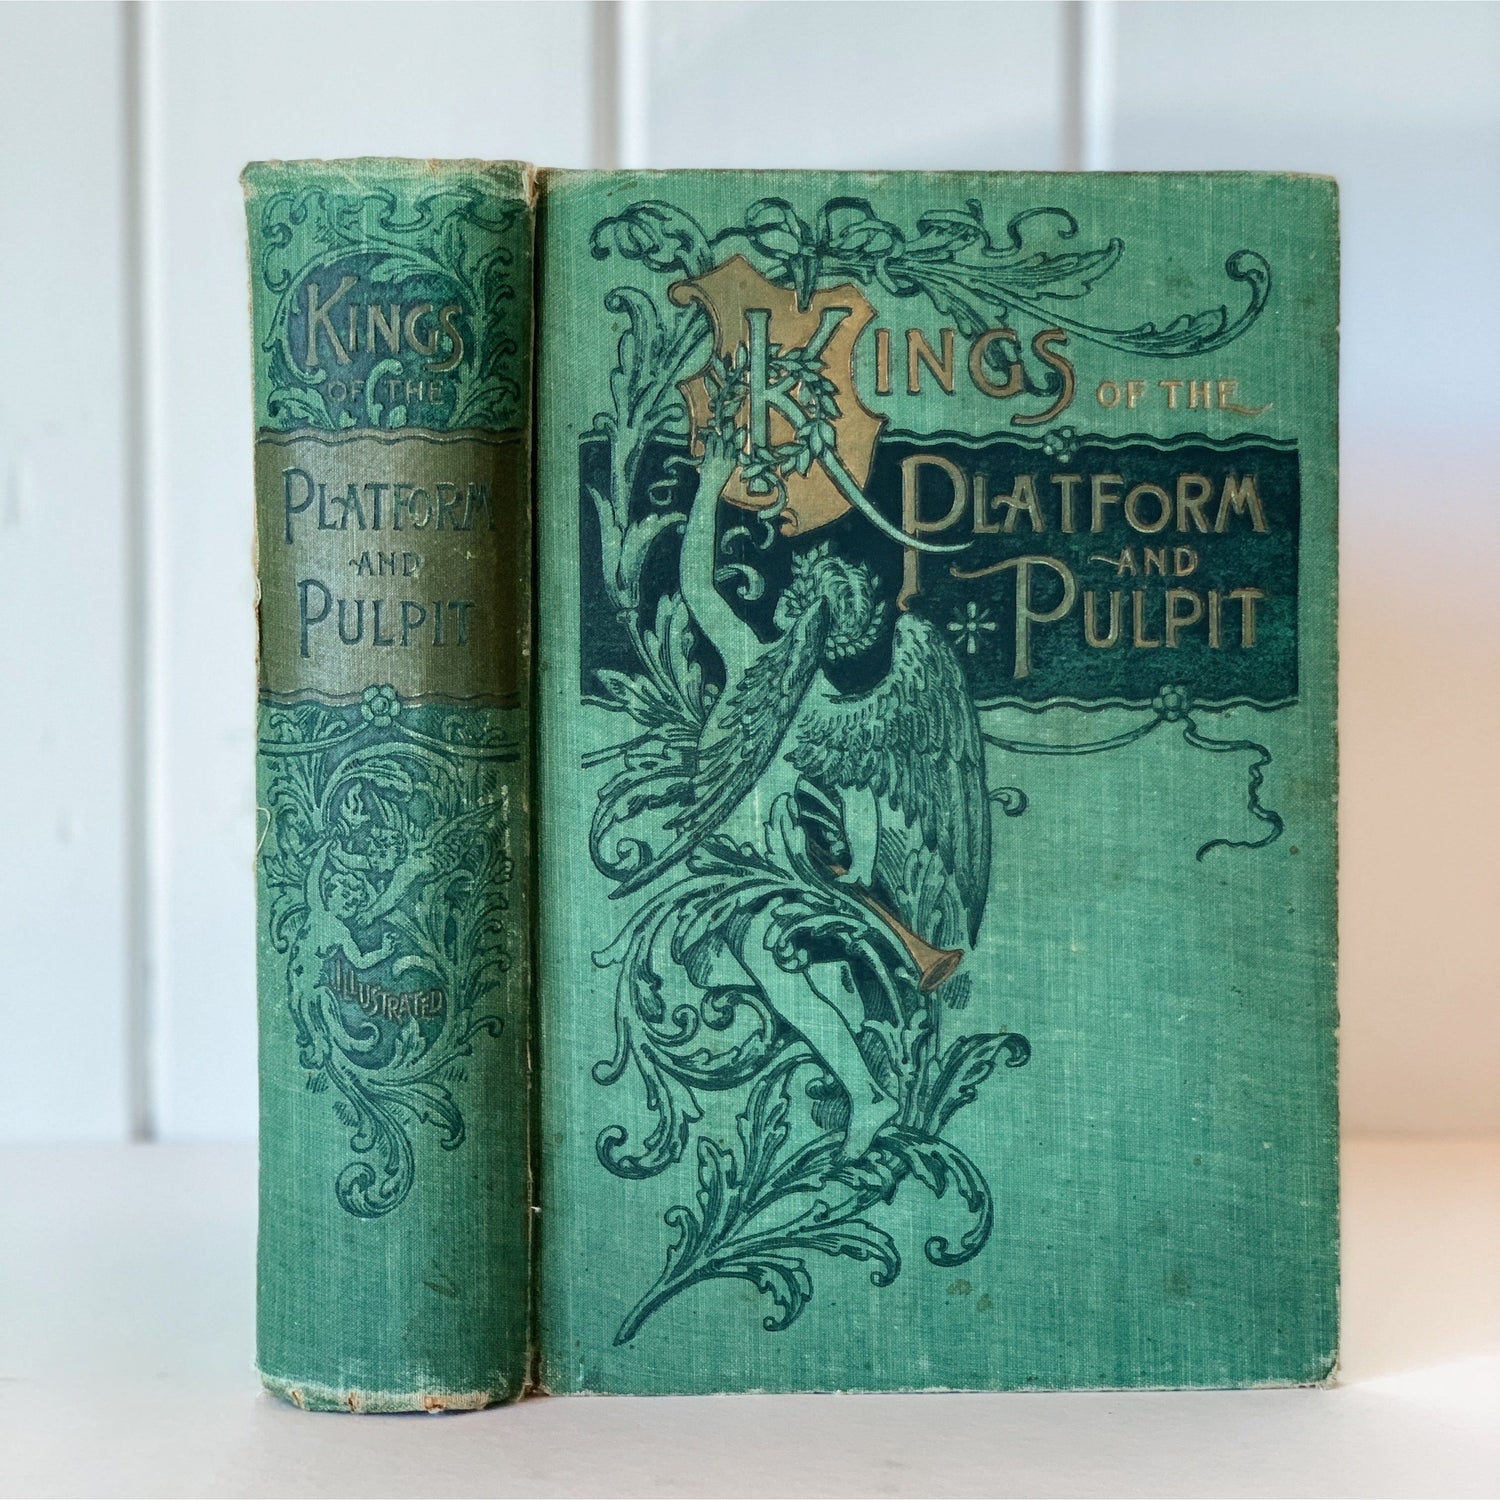 KINGS
OF THE
PLATFORM
AND
PULPIT
ILLUSTRATED
KINGS OF THE
PLATFORM
AND
PULPIT